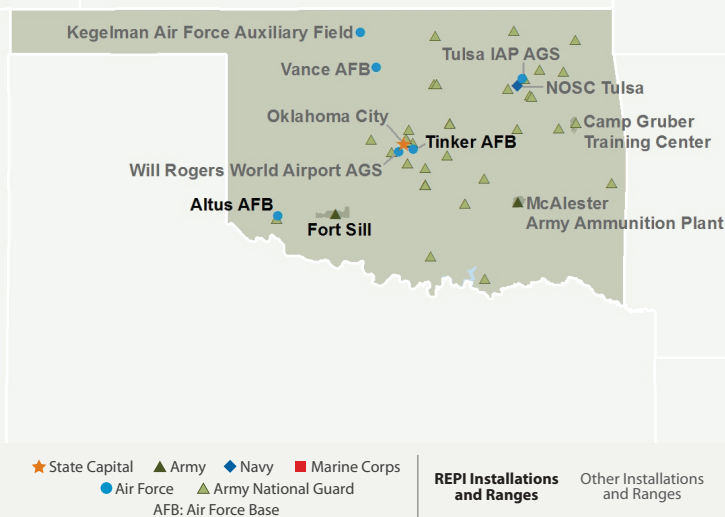 Kegelman Air Force Auxiliary Field
Tulsa IAP AGS
Vance AFB
NOSC Tulsa
Oklahoma City
Camp Gruber
Training Center
Tinker AFB
Will Rogers World Airport AGS
Altus AFB
McAlester
Army Ammunition Plant
Fort Sill
State Capital Army Navy Marine Corps
Air Force Army National Guard
AFB: Air Force Base
REPI Installations
and Ranges
Other Installations
and Ranges